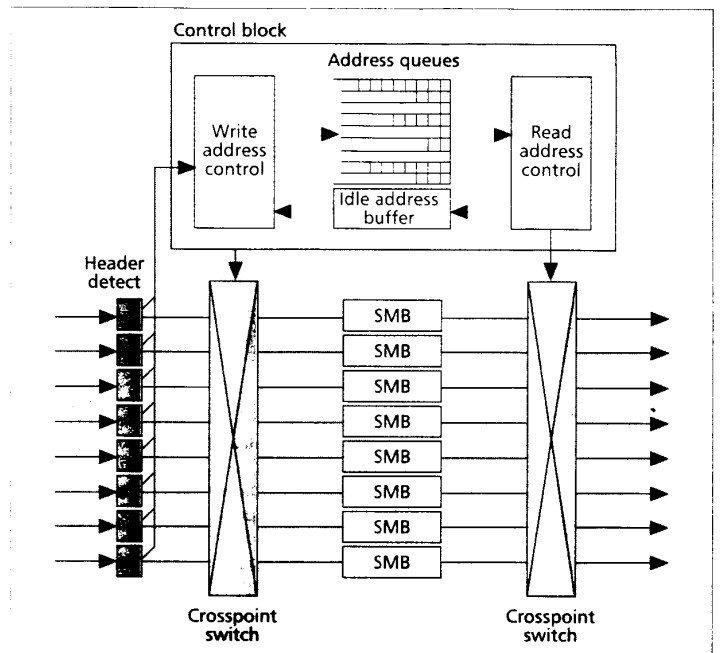 Control block
Address queues
Write
address
control
Read
address
control
Idle address
buffer
Header
detect
SMB
SMB
SMB
SMB
SMB
SMB
SMB
SMB
Crosspoint
switch
Crosspoint
switch